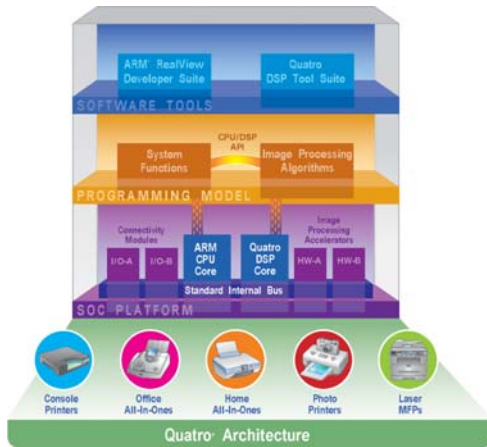 ARM® RealView
Developer Suite
Quatro
DSP Tool Suite
SOFTWARE TOOLS
CPU/DSP
API
System
Functions
Image Processing
Algorithms
PROGRAMMING MODEL
Connectivity
Modules
Image
Processing
Accelerators
I/O-A
I/O-B
ARM
CPU
Core
Quatro
DSP
Core
HW-A
HW-B
Standard Internal Bus
SOC PLATFORM
Console
Printers
Office
All-In-Ones
Home
All-In-Ones
Photo
Printers
Laser
MFPs
Quatro® Architecture